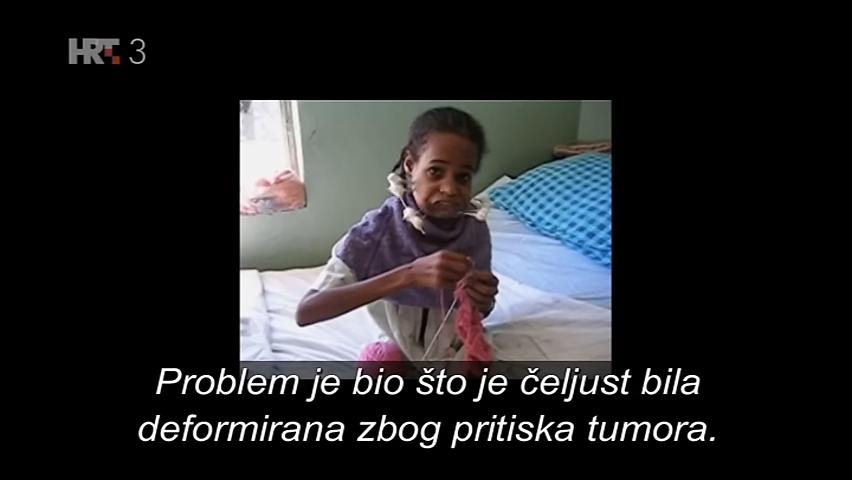 HRT 3
Problem je bio što je čeljust bila
deformirana zbog pritiska tumora.